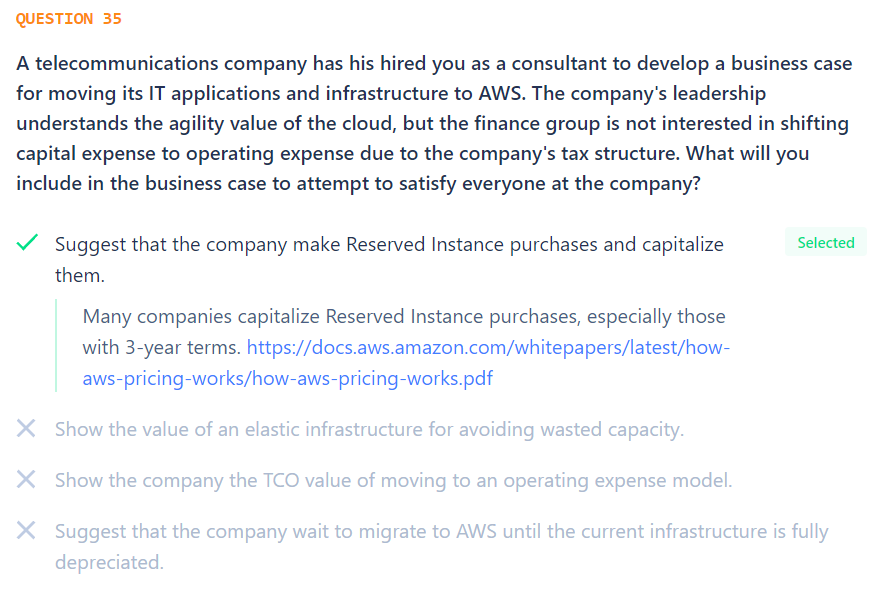 QUESTION 35
A telecommunications company has his hired you as a consultant to develop a business case
for moving its IT applications and infrastructure to AWS. The company's leadership
understands the agility value of the cloud, but the finance group is not interested in shifting
capital expense to operating expense due to the company's tax structure. What will you
include in the business case to attempt to satisfy everyone at the company?
Suggest that the company make Reserved Instance purchases and capitalize
Selected
them.
Many companies capitalize Reserved Instance purchases, especially those
with 3-year terms. https://docs.aws.amazon.com/whitepapers/latest/how-
aws-pricing-works/how-aws-pricing-works.pdf
Show the value of an elastic infrastructure for avoiding wasted capacity.
Show the company the TCO value of moving to an operating expense model.
Suggest that the company wait to migrate to AWS until the current infrastructure is fully
depreciated.